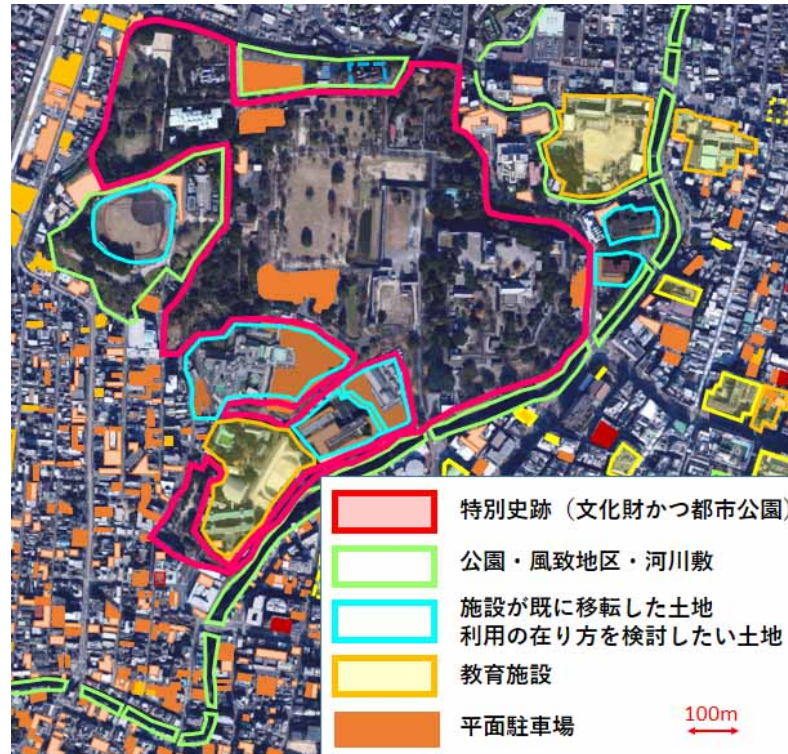 特別史跡（文化財かつ都市公園）
公園・風致地区・河川敷
施設が既に移転した土地
利用の在り方を検討したい土地
教育施設
平面駐車場
100m